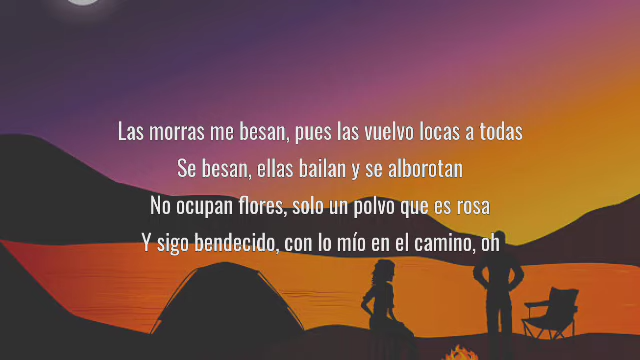 Las morras me besan, pues las vuelvo locas a todas
Se besan, ellas bailan y se alborotan
No ocupan flores, solo un polvo que es rosa
Y sigo bendecido, con lo mío en el camino, oh